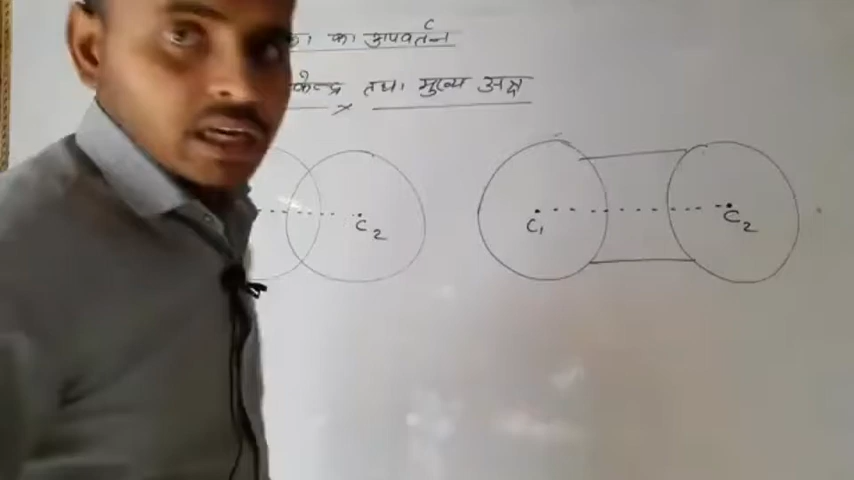 का अपवर्तन
केन्द्र तथा मुख्य अक्ष
C₂
C₁
C₂